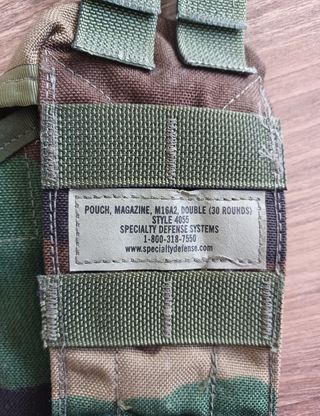 POUCH, MAGAZINE, M16A2, DOUBLE (30 ROUNDS)
STYLE 4055
SPECIALTY DEFENSE SYSTEMS
1-800-318-7550
www.specialtydefense.com